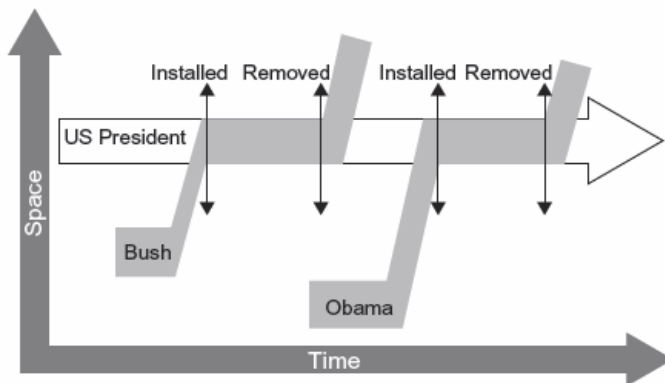 Installed Removed Installed Removed
US President
Bush
Obama
Space
Time